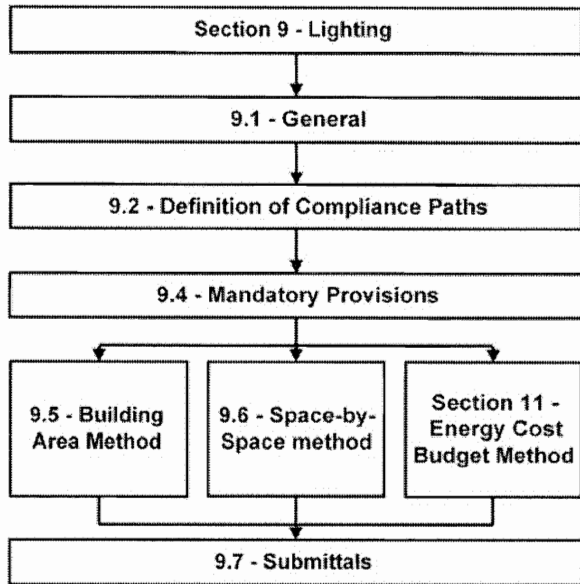 Section 9 - Lighting
9.1 - General
9.2 - Definition of Compliance Paths
9.4 - Mandatory Provisions
9.5 - Building
Area Method
9.6 - Space-by-
Space method
Section 11 -
Energy Cost
Budget Method
9.7 - Submittals